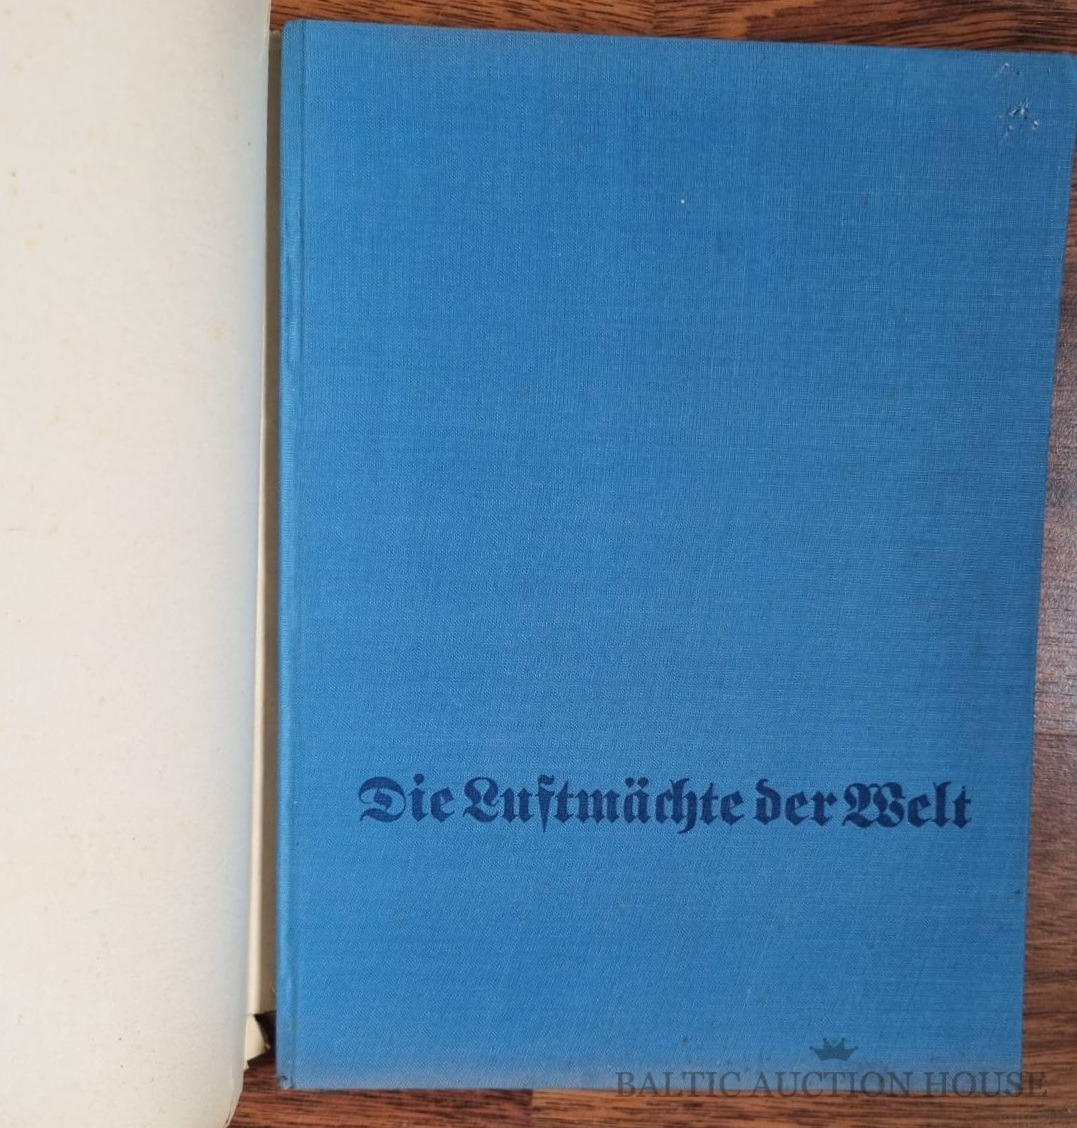 Die Luftmächte der Welt
BALTIC AUCTION HOUSE